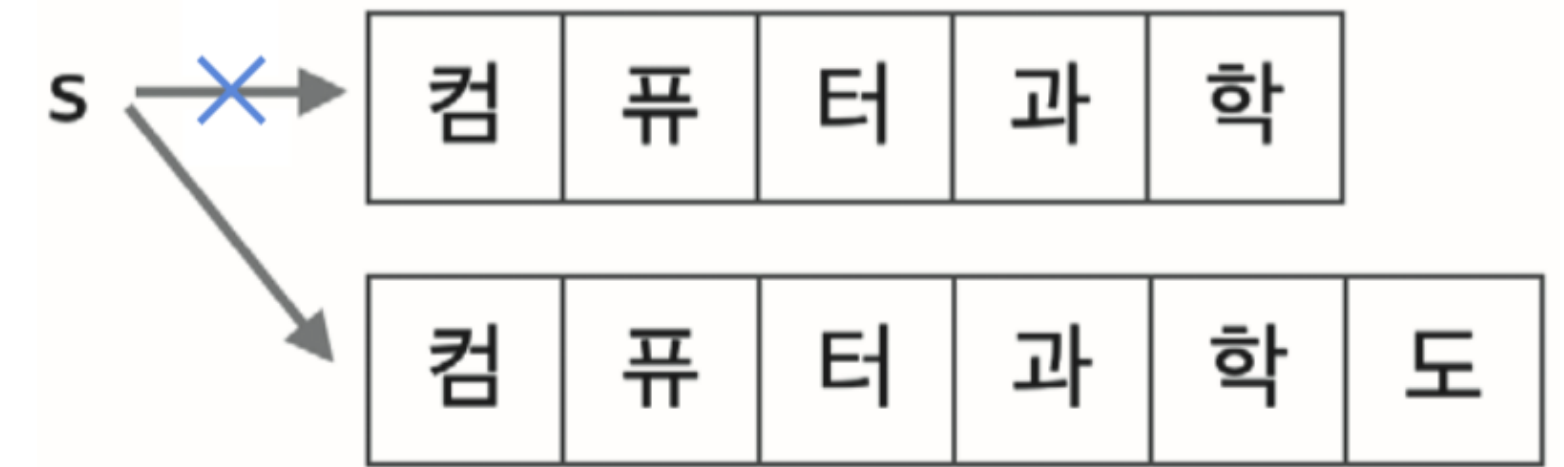 s 컴 퓨 터 과 학
컴 퓨 터 과 학 도